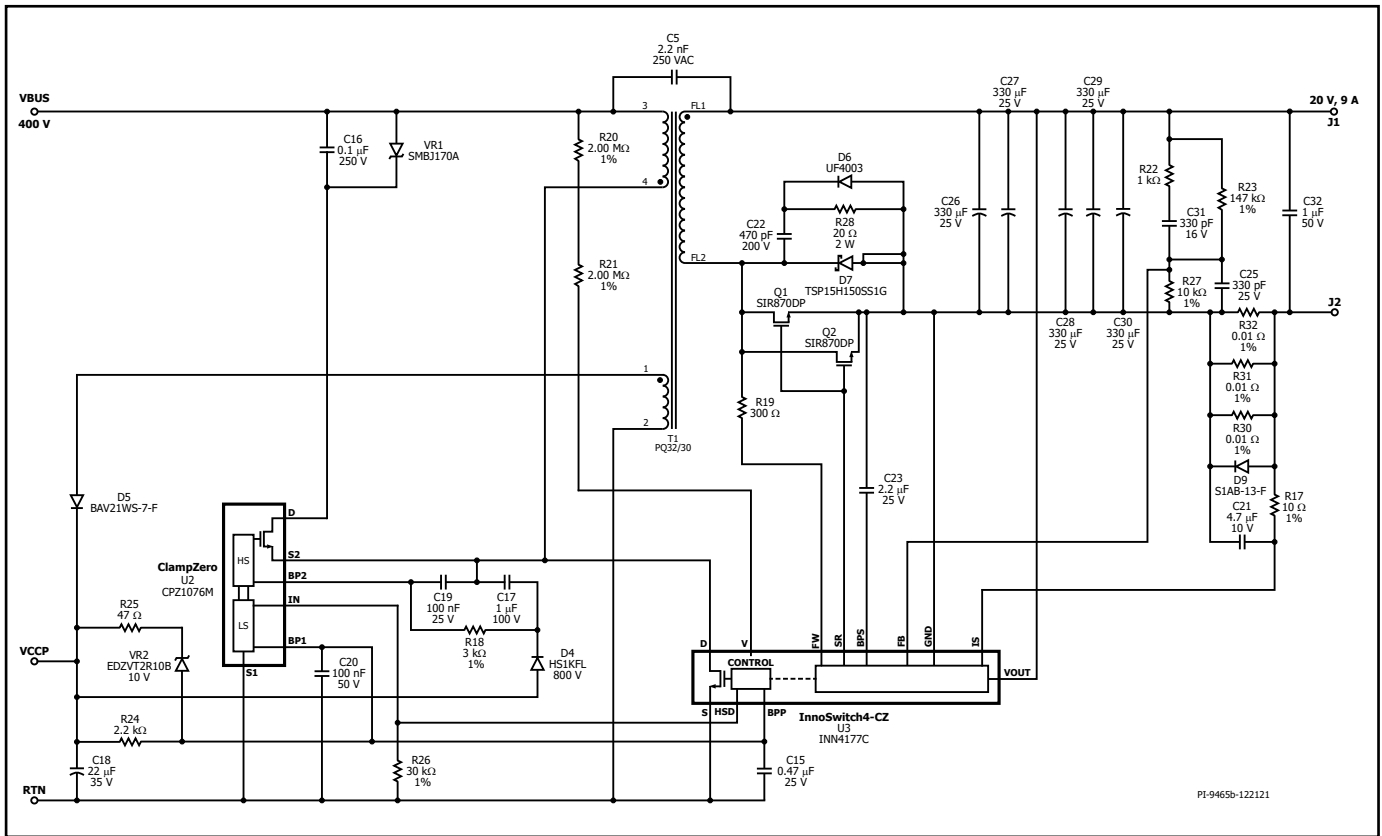 C5
2.2 nF
250 VAC
VBUS
400 V
C16
0.1 µF
250 V
VR1
SMBJ170A
R20
2.00 MΩ
1%
3
4
FL1
FL2
R21
2.00 MΩ
1%
1
2
T1
PQ32/30
D6
UF4003
R28
20 Ω
2 W
C22
470 pF
200 V
D7
TSP15H150SS1G
Q1
SIR870DP
Q2
SIR870DP
R19
300 Ω
C23
2.2 µF
25 V
C26
330 µF
25 V
C27
330 µF
25 V
C28
330 µF
25 V
C29
330 µF
25 V
C30
330 µF
25 V
R22
1 kΩ
R23
147 kΩ
1%
C31
330 pF
16 V
C32
1 µF
50 V
R27
10 kΩ
1%
C25
330 pF
25 V
20 V, 9 A
J1
J2
R32
0.01 Ω
1%
R31
0.01 Ω
1%
R30
0.01 Ω
1%
D9
S1AB-13-F
C21
4.7 µF
10 V
R17
10 Ω
1%
D5
BAV21WS-7-F
ClampZero
U2
CPZ1076M
HS
LS
D
S2
BP2
IN
BP1
S1
C19
100 nF
25 V
C17
1 µF
100 V
R18
3 kΩ
1%
D4
HS1KFL
800 V
R25
47 Ω
VCCP
VR2
EDZVT2R10B
10 V
C20
100 nF
50 V
R24
2.2 kΩ
C18
22 µF
35 V
RTN
R26
30 kΩ
1%
D
V
CONTROL
S
HSD
BPP
FW
SR
BPS
FB
GND
IS
VOUT
InnoSwitch4-CZ
U3
INN4177C
C15
0.47 µF
25 V
PI-9465b-122121